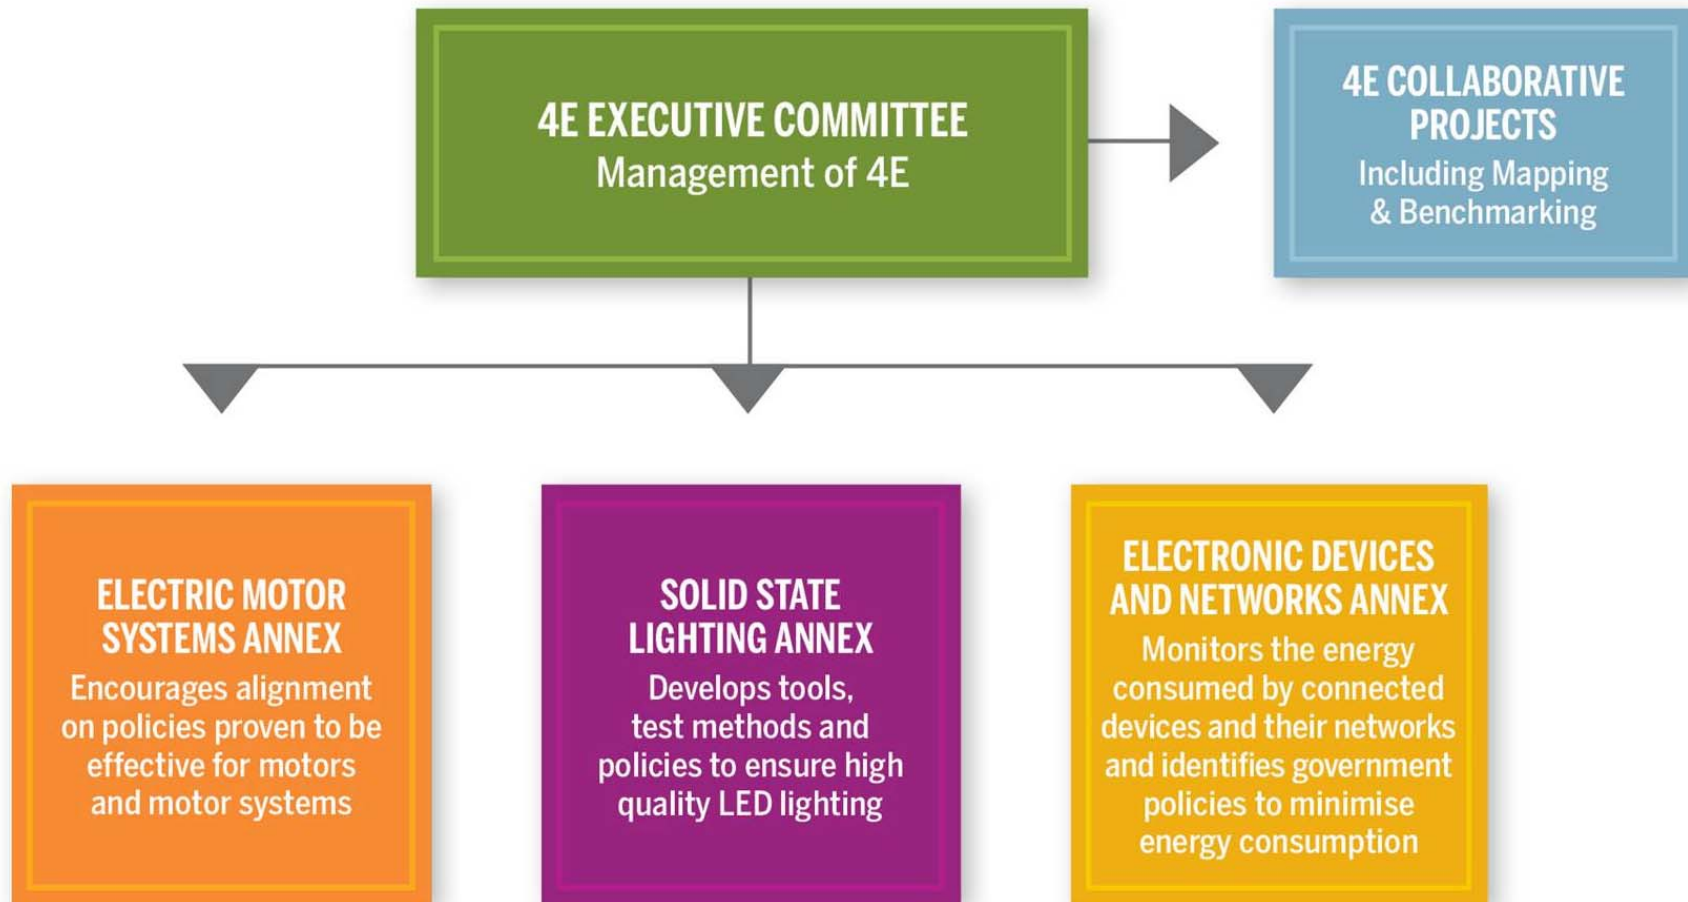 4E EXECUTIVE COMMITTEE
Management of 4E
4E COLLABORATIVE
PROJECTS
Including Mapping
& Benchmarking
ELECTRIC MOTOR
SYSTEMS ANNEX
Encourages alignment
on policies proven to be
effective for motors
and motor systems
SOLID STATE
LIGHTING ANNEX
Develops tools,
test methods and
policies to ensure high
quality LED lighting
ELECTRONIC DEVICES
AND NETWORKS ANNEX
Monitors the energy
consumed by connected
devices and their networks
and identifies government
policies to minimise
energy consumption